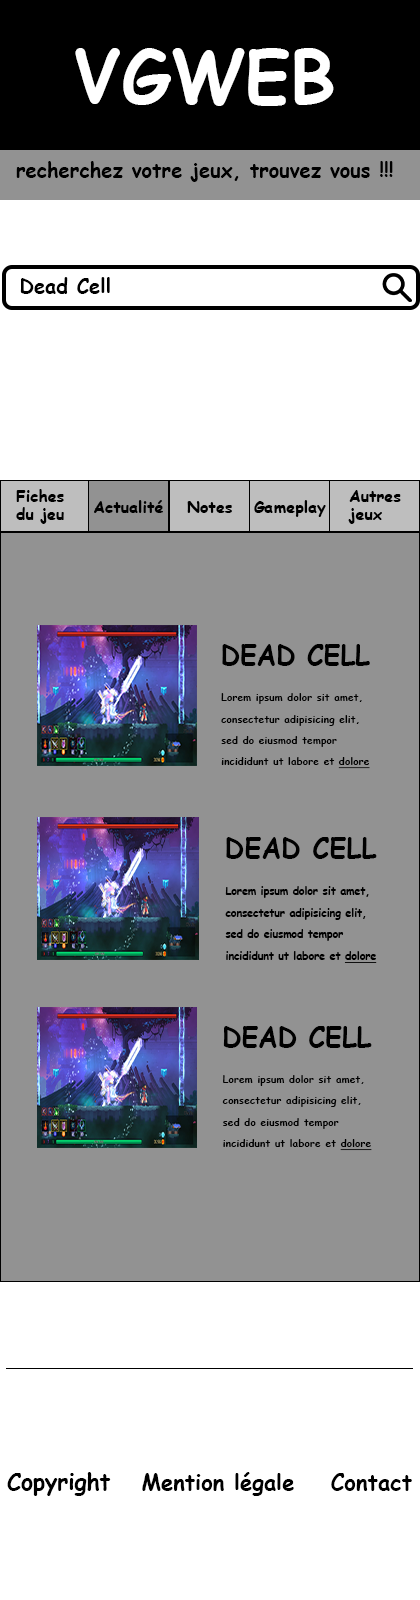 VGWEB
recherchez votre jeux, trouvez vous !!!
Dead Cell
Fiches
du jeu
Actualité
Notes
Gameplay
Autres
jeux
DEAD CELL
Lorem ipsum dolor sit amet,
consectetur adipisicing elit,
sed do eiusmod tempor
incididunt ut labore et dolore
DEAD CELL
Lorem ipsum dolor sit amet,
consectetur adipisicing elit,
sed do eiusmod tempor
incididunt ut labore et dolore
DEAD CELL
Lorem ipsum dolor sit amet,
consectetur adipisicing elit,
sed do eiusmod tempor
incididunt ut labore et dolore
Copyright
Mention légale
Contact